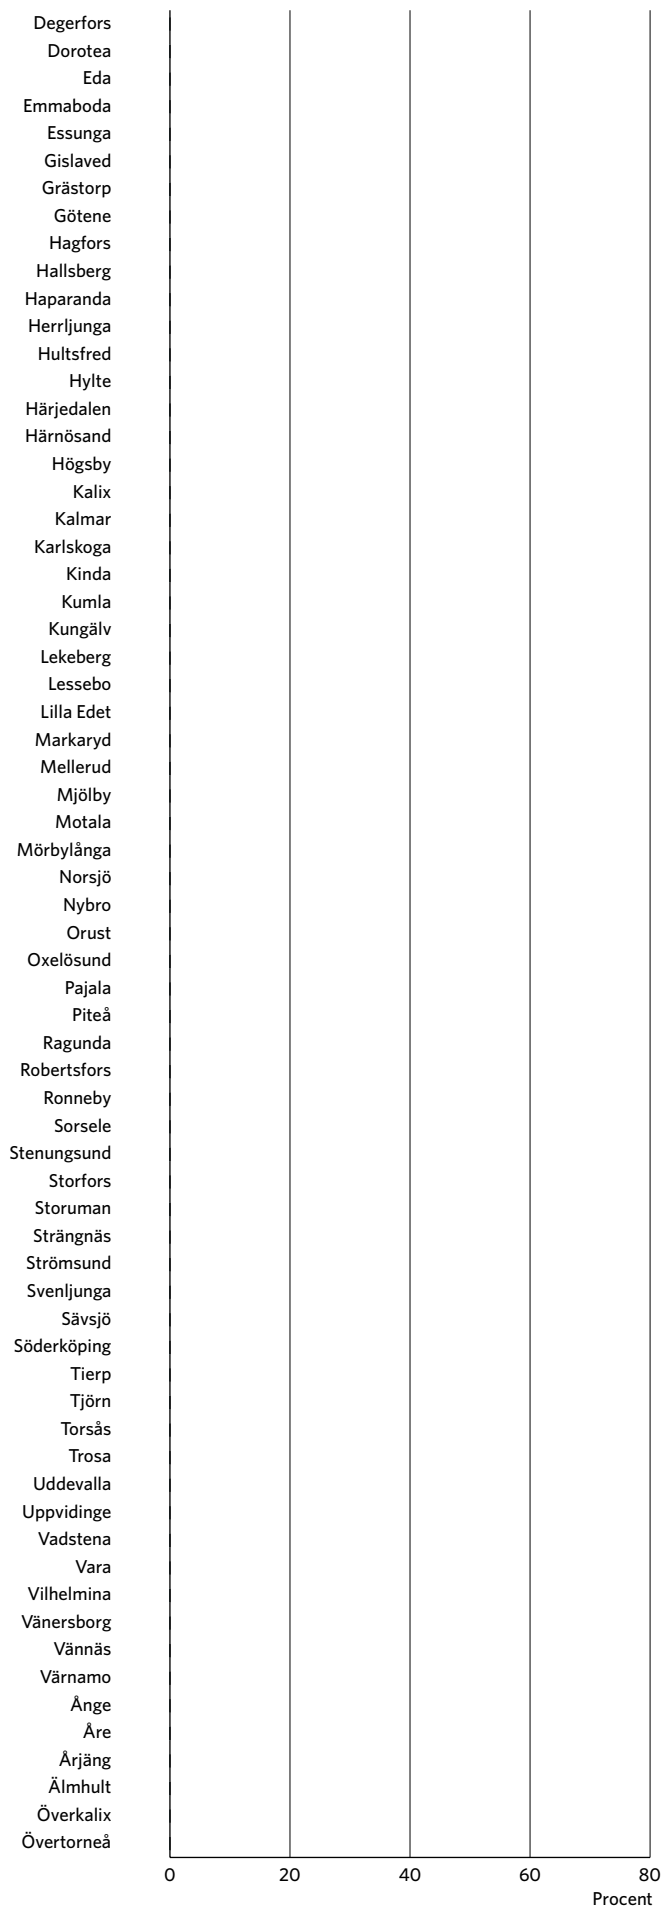 Degerfors
Dorotea
Eda
Emmaboda
Essunga
Gislaved
Grästorp
Götene
Hagfors
Hallsberg
Haparanda
Herrljunga
Hultsfred
Hylte
Härjedalen
Härnösand
Högsby
Kalix
Kalmar
Karlskoga
Kinda
Kumla
Kungälv
Lekeberg
Lessebo
Lilla Edet
Markaryd
Mellerud
Mjölby
Motala
Mörbylånga
Norsjö
Nybro
Orust
Oxelösund
Pajala
Piteå
Ragunda
Robertsfors
Ronneby
Sorsele
Stenungsund
Storfors
Storuman
Strängnäs
Strömsund
Svenljunga
Sävsjö
Söderköping
Tierp
Tjörn
Torsås
Trosa
Uddevalla
Uppvidinge
Vadstena
Vara
Vilhelmina
Vänersborg
Vännäs
Värnamo
Ånge
Åre
Årjäng
Älmhult
Överkalix
Övertorneå
0 20 40 60 80
Procent